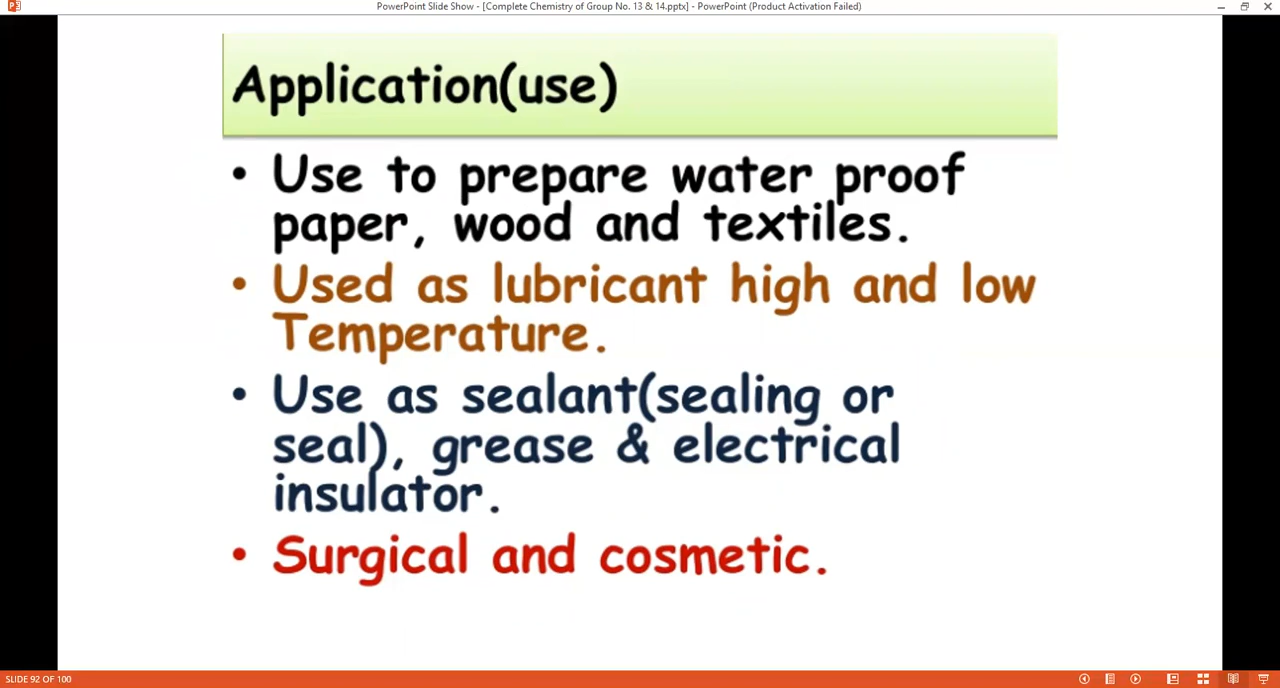 PowerPoint Slide Show - [Complete Chemistry of Group No. 13 & 14.pptx] - PowerPoint (Product Activation Failed)
Application(use)
• Use to prepare water proof
paper, wood and textiles.
• Used as lubricant high and low
Temperature.
• Use as sealant(sealing or
seal), grease & electrical
insulator.
• Surgical and cosmetic.
SLIDE 92 OF 100